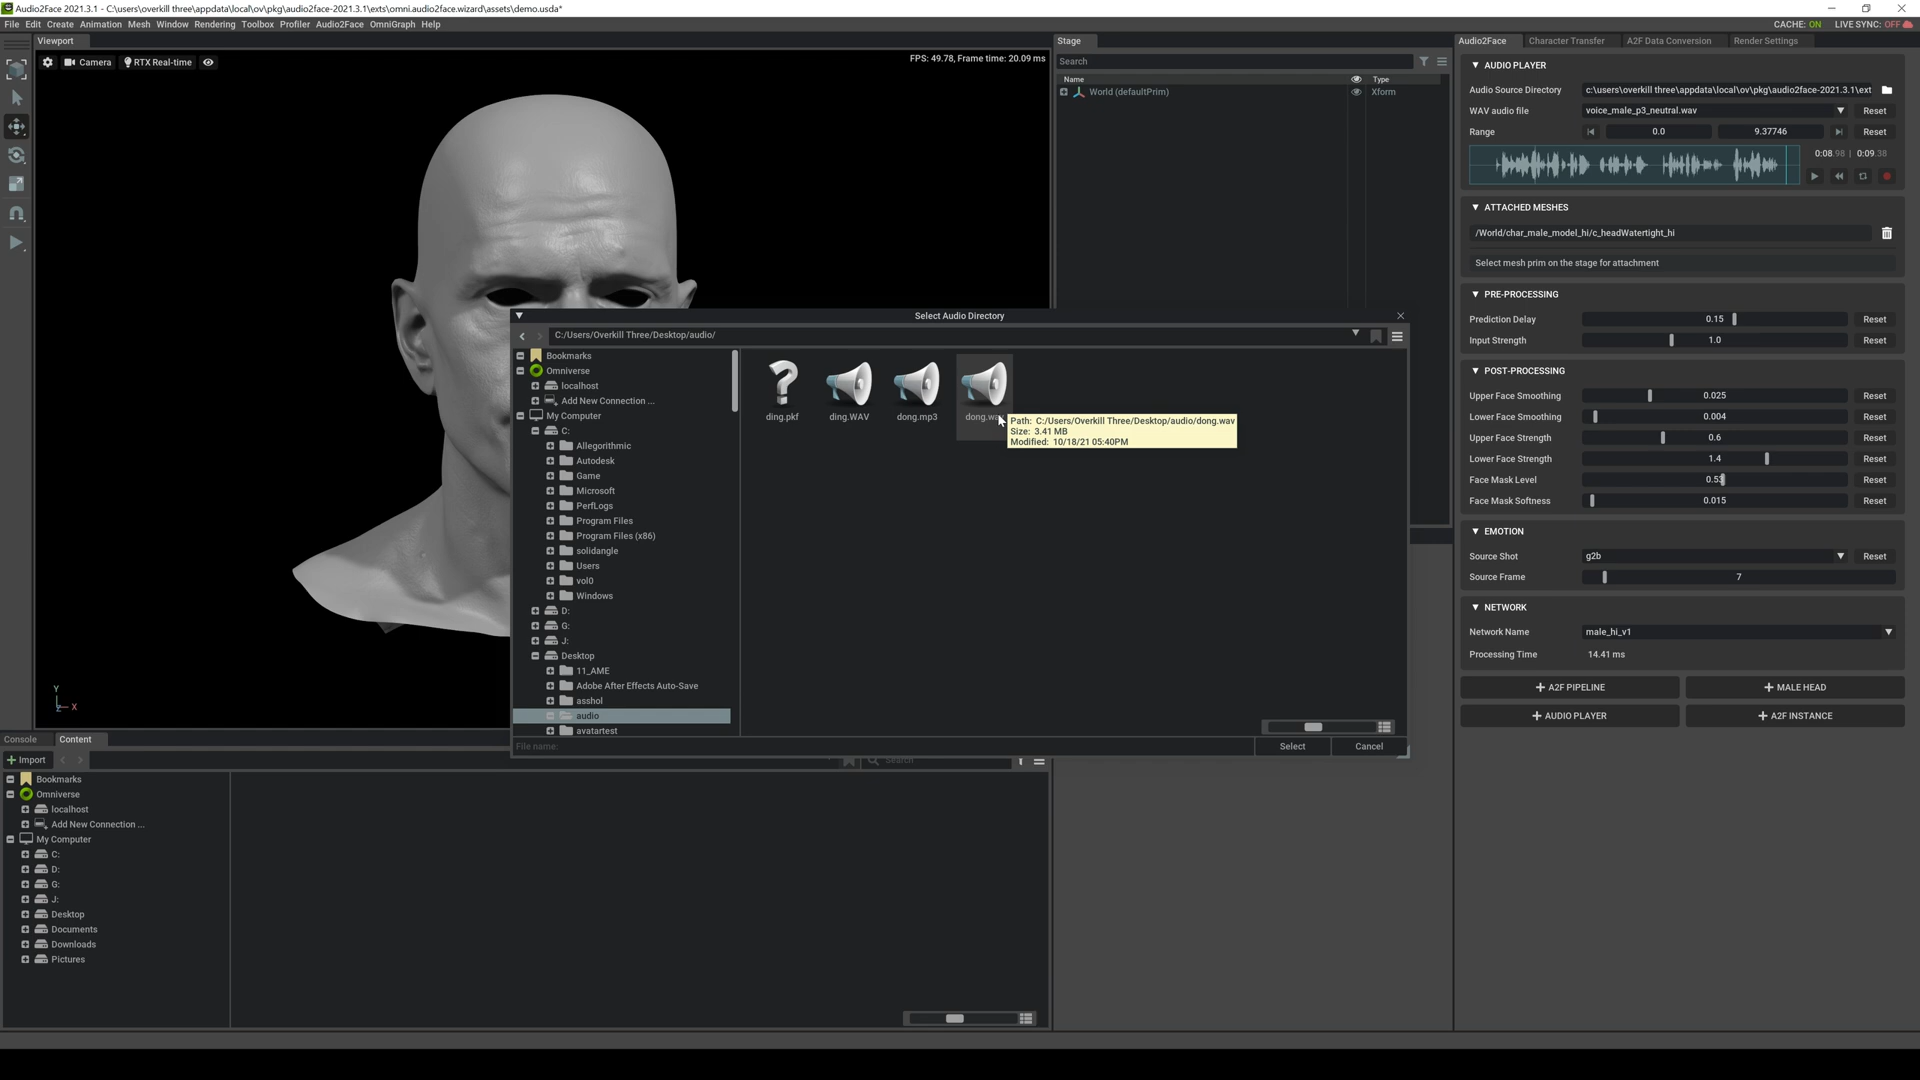 Audio2Face 2021.3.1 - C:\users\overkill three\appdata\local\ov\pkg\audio2face-2021.3.1\exts\omni.audio2face.wizard\assets\demo.usda*
File Edit Create Animation Mesh Window Rendering Toolbox Profiler Audio2Face OmniGraph Help
CACHE: ON LIVE SYNC: OFF
Viewport
Camera RTX Real-time
FPS: 49.78, Frame time: 20.09 ms
Y
Z X
Stage
Search
Name Type
World (defaultPrim) Xform
Audio2Face Character Transfer A2F Data Conversion Render Settings
AUDIO PLAYER
Audio Source Directory c:\users\overkill three\appdata\local\ov\pkg\audio2face-2021.3.1\ext
WAV audio file voice_male_p3_neutral.wav Reset
Range 0.0 9.37746 Reset
0:08.98 | 0:09.38
ATTACHED MESHES
/World/char_male_model_hi/c_headWatertight_hi
Select mesh prim on the stage for attachment
PRE-PROCESSING
Prediction Delay 0.15 Reset
Input Strength 1.0 Reset
POST-PROCESSING
Upper Face Smoothing 0.025 Reset
Lower Face Smoothing 0.004 Reset
Upper Face Strength 0.6 Reset
Lower Face Strength 1.4 Reset
Face Mask Level Reset
Face Mask Softness 0.015 Reset
EMOTION
Source Shot g2b Reset
Source Frame 7
NETWORK
Network Name male_hi_v1
Processing Time 14.41 ms
+ A2F PIPELINE + MALE HEAD
+ AUDIO PLAYER + A2F INSTANCE
Select Audio Directory
C:/Users/Overkill Three/Desktop/audio/
Bookmarks
Omniverse
localhost
Add New Connection ...
My Computer
C:
Allegorithmic
Autodesk
Game
Microsoft
PerfLogs
Program Files
Program Files (x86)
solidangle
Users
vol0
Windows
D:
G:
J:
Desktop
11_AME
Adobe After Effects Auto-Save
asshol
audio
avatartest
ding.pkf ding.WAV dong.mp3
Path: C:/Users/Overkill Three/Desktop/audio/dong.wav
Size: 3.41 MB
Modified: 10/18/21 05:40PM
File name:
Select Cancel
Console Content
+ Import
Search
Bookmarks
Omniverse
localhost
Add New Connection ...
My Computer
C:
D:
G:
J:
Desktop
Documents
Downloads
Pictures